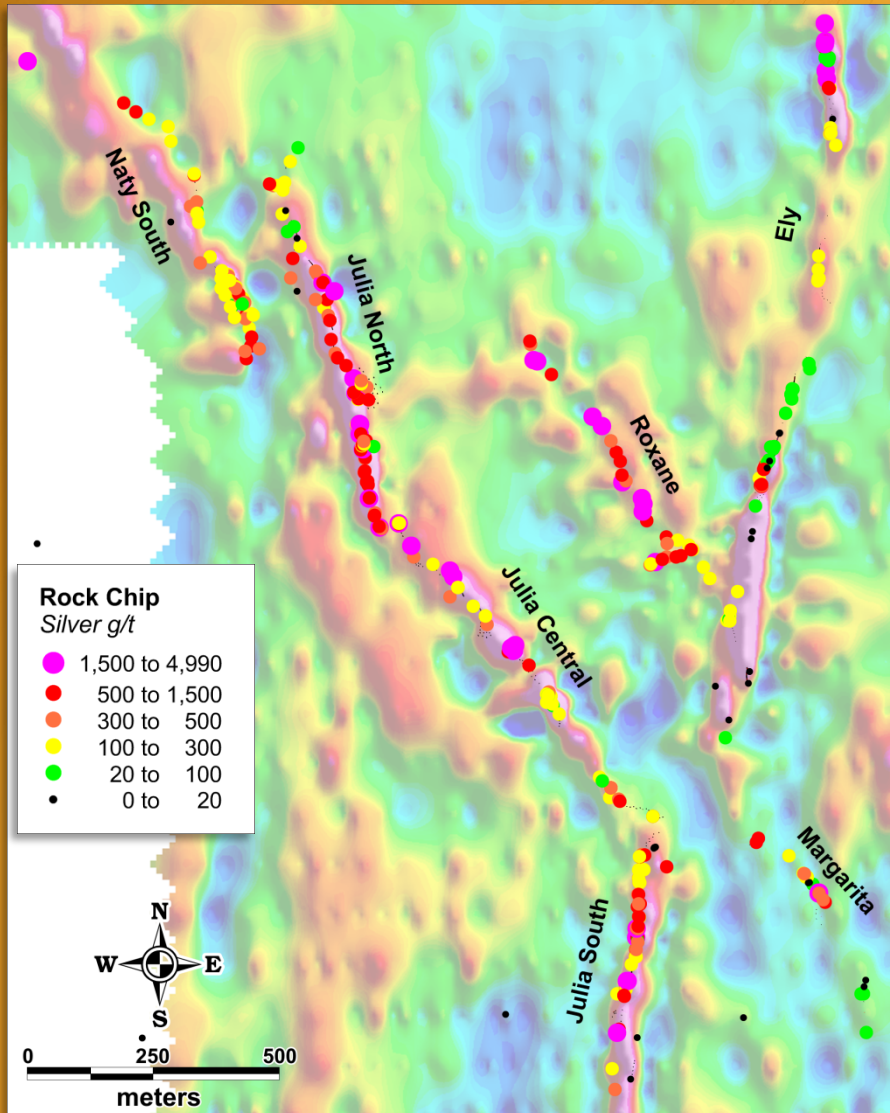 Ely
Naty South
Julia North
Roxane
Julia Central
Rock Chip
Silver g/t
1,500 to 4,990
500 to 1,500
300 to 500
100 to 300
20 to 100
0 to 20
Margarita
Julia South
N
W E
S
0 250 500
meters